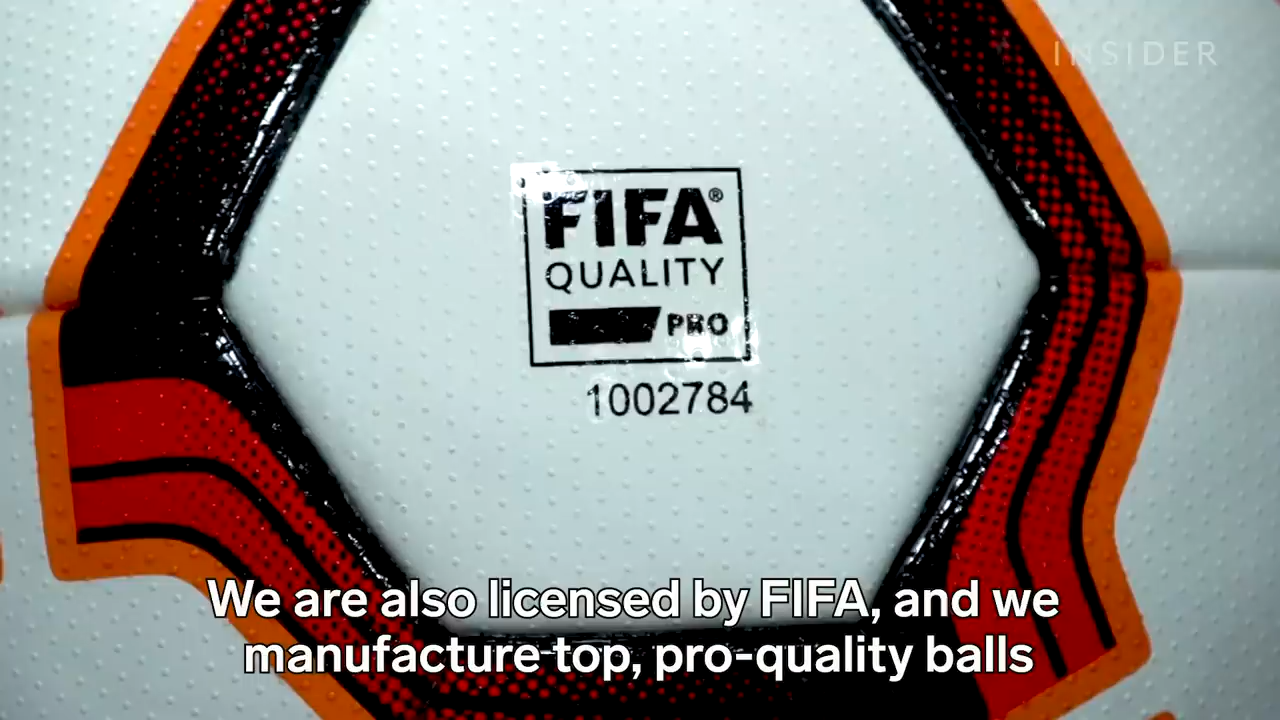 INSIDER
FIFA®
QUALITY
PRO
1002784
We are also licensed by FIFA, and we
manufacture top, pro-quality balls